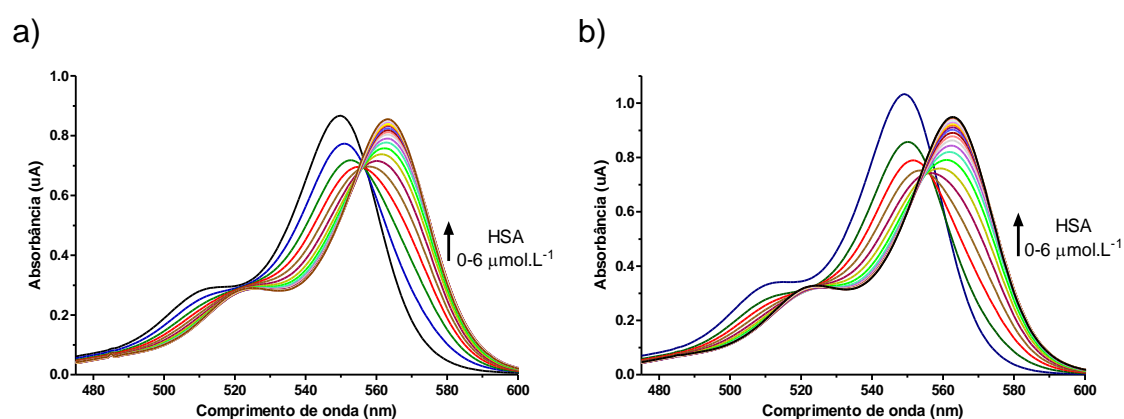 a)
1.0
0.8
0.6
0.4
0.2
0.0
480 500 520 540 560 580 600
Absorbância (uA)
Comprimento de onda (nm)
HSA
0-6 µmol.L⁻¹
b)
1.0
0.8
0.6
0.4
0.2
0.0
480 500 520 540 560 580 600
Absorbância (uA)
Comprimento de onda (nm)
HSA
0-6 µmol.L⁻¹